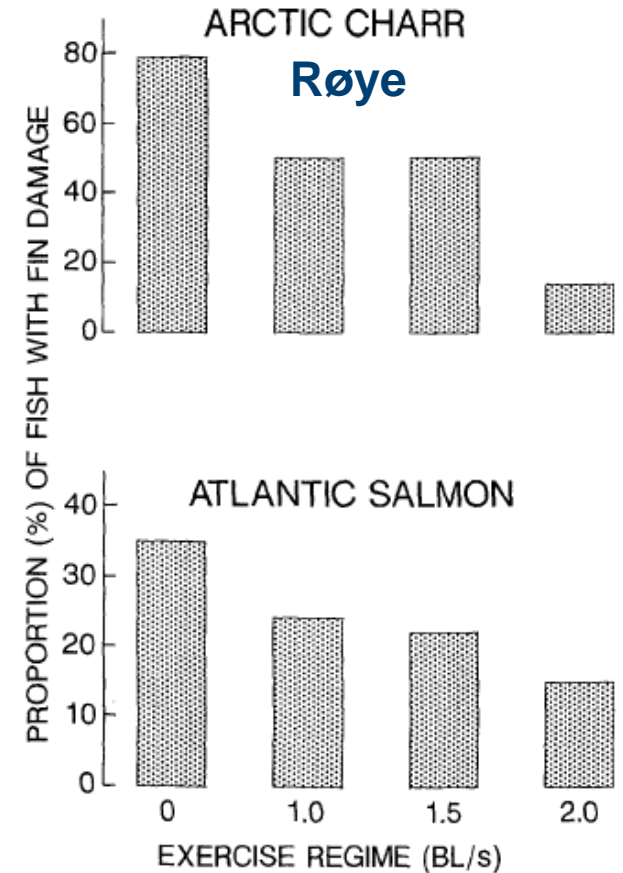 ARCTIC CHARR
Røye
PROPORTION (%) OF FISH WITH FIN DAMAGE
80
60
40
20
0
ATLANTIC SALMON
40
30
20
10
0
0 1.0 1.5 2.0
EXERCISE REGIME (BL/s)